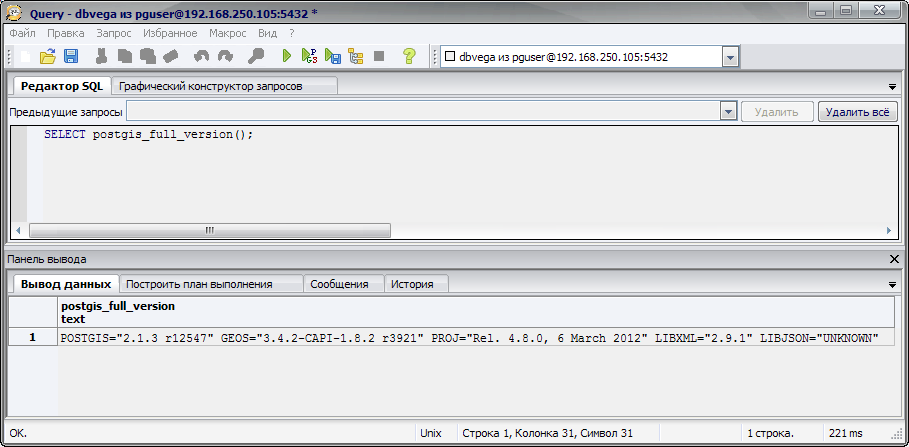 Query - dbvega из pguser@192.168.250.105:5432 *
Файл Правка Запрос Избранное Макрос Вид ?
dbvega из pguser@192.168.250.105:5432
Редактор SQL Графический конструктор запросов
Предыдущие запросы Удалить Удалить всё
SELECT postgis_full_version();
Панель вывода
Вывод данных Построить план выполнения Сообщения История
postgis_full_version
text
1 POSTGIS="2.1.3 r12547" GEOS="3.4.2-CAPI-1.8.2 r3921" PROJ="Rel. 4.8.0, 6 March 2012" LIBXML="2.9.1" LIBJSON="UNKNOWN"
OK. Unix Строка 1, Колонка 31, Символ 31 1 строка. 221 ms